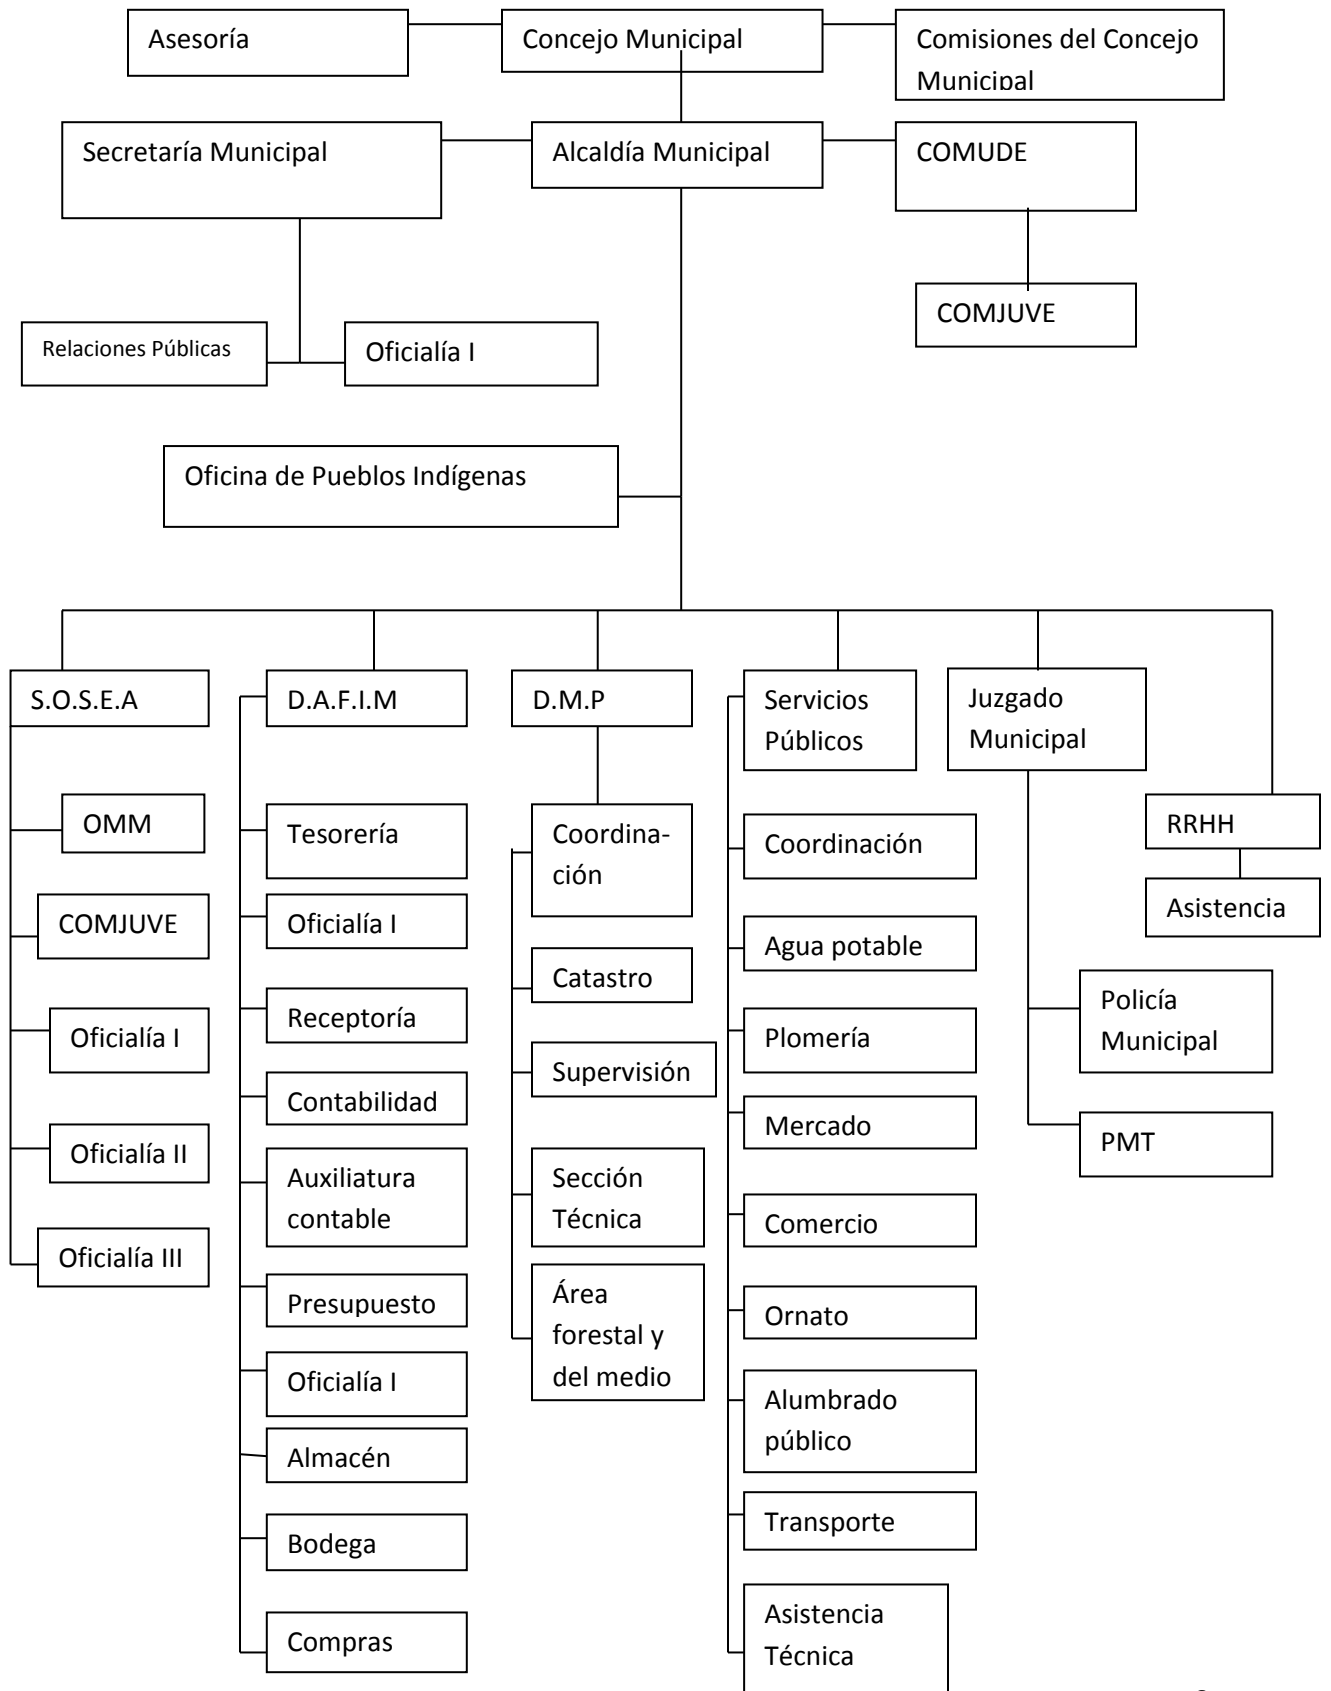 Asesoría
Concejo Municipal
Comisiones del Concejo
Municipal
Secretaría Municipal
Alcaldía Municipal
COMUDE
COMJUVE
Relaciones Públicas
Oficialía I
Oficina de Pueblos Indígenas
S.O.S.E.A
OMM
COMJUVE
Oficialía I
Oficialía II
Oficialía III
D.A.F.I.M
Tesorería
Oficialía I
Receptoría
Contabilidad
Auxiliatura
contable
Presupuesto
Oficialía I
Almacén
Bodega
Compras
D.M.P
Coordina-
ción
Catastro
Supervisión
Sección
Técnica
Área
forestal y
del medio
Servicios
Públicos
Coordinación
Agua potable
Plomería
Mercado
Comercio
Ornato
Alumbrado
público
Transporte
Asistencia
Técnica
Juzgado
Municipal
Policía
Municipal
PMT
RRHH
Asistencia